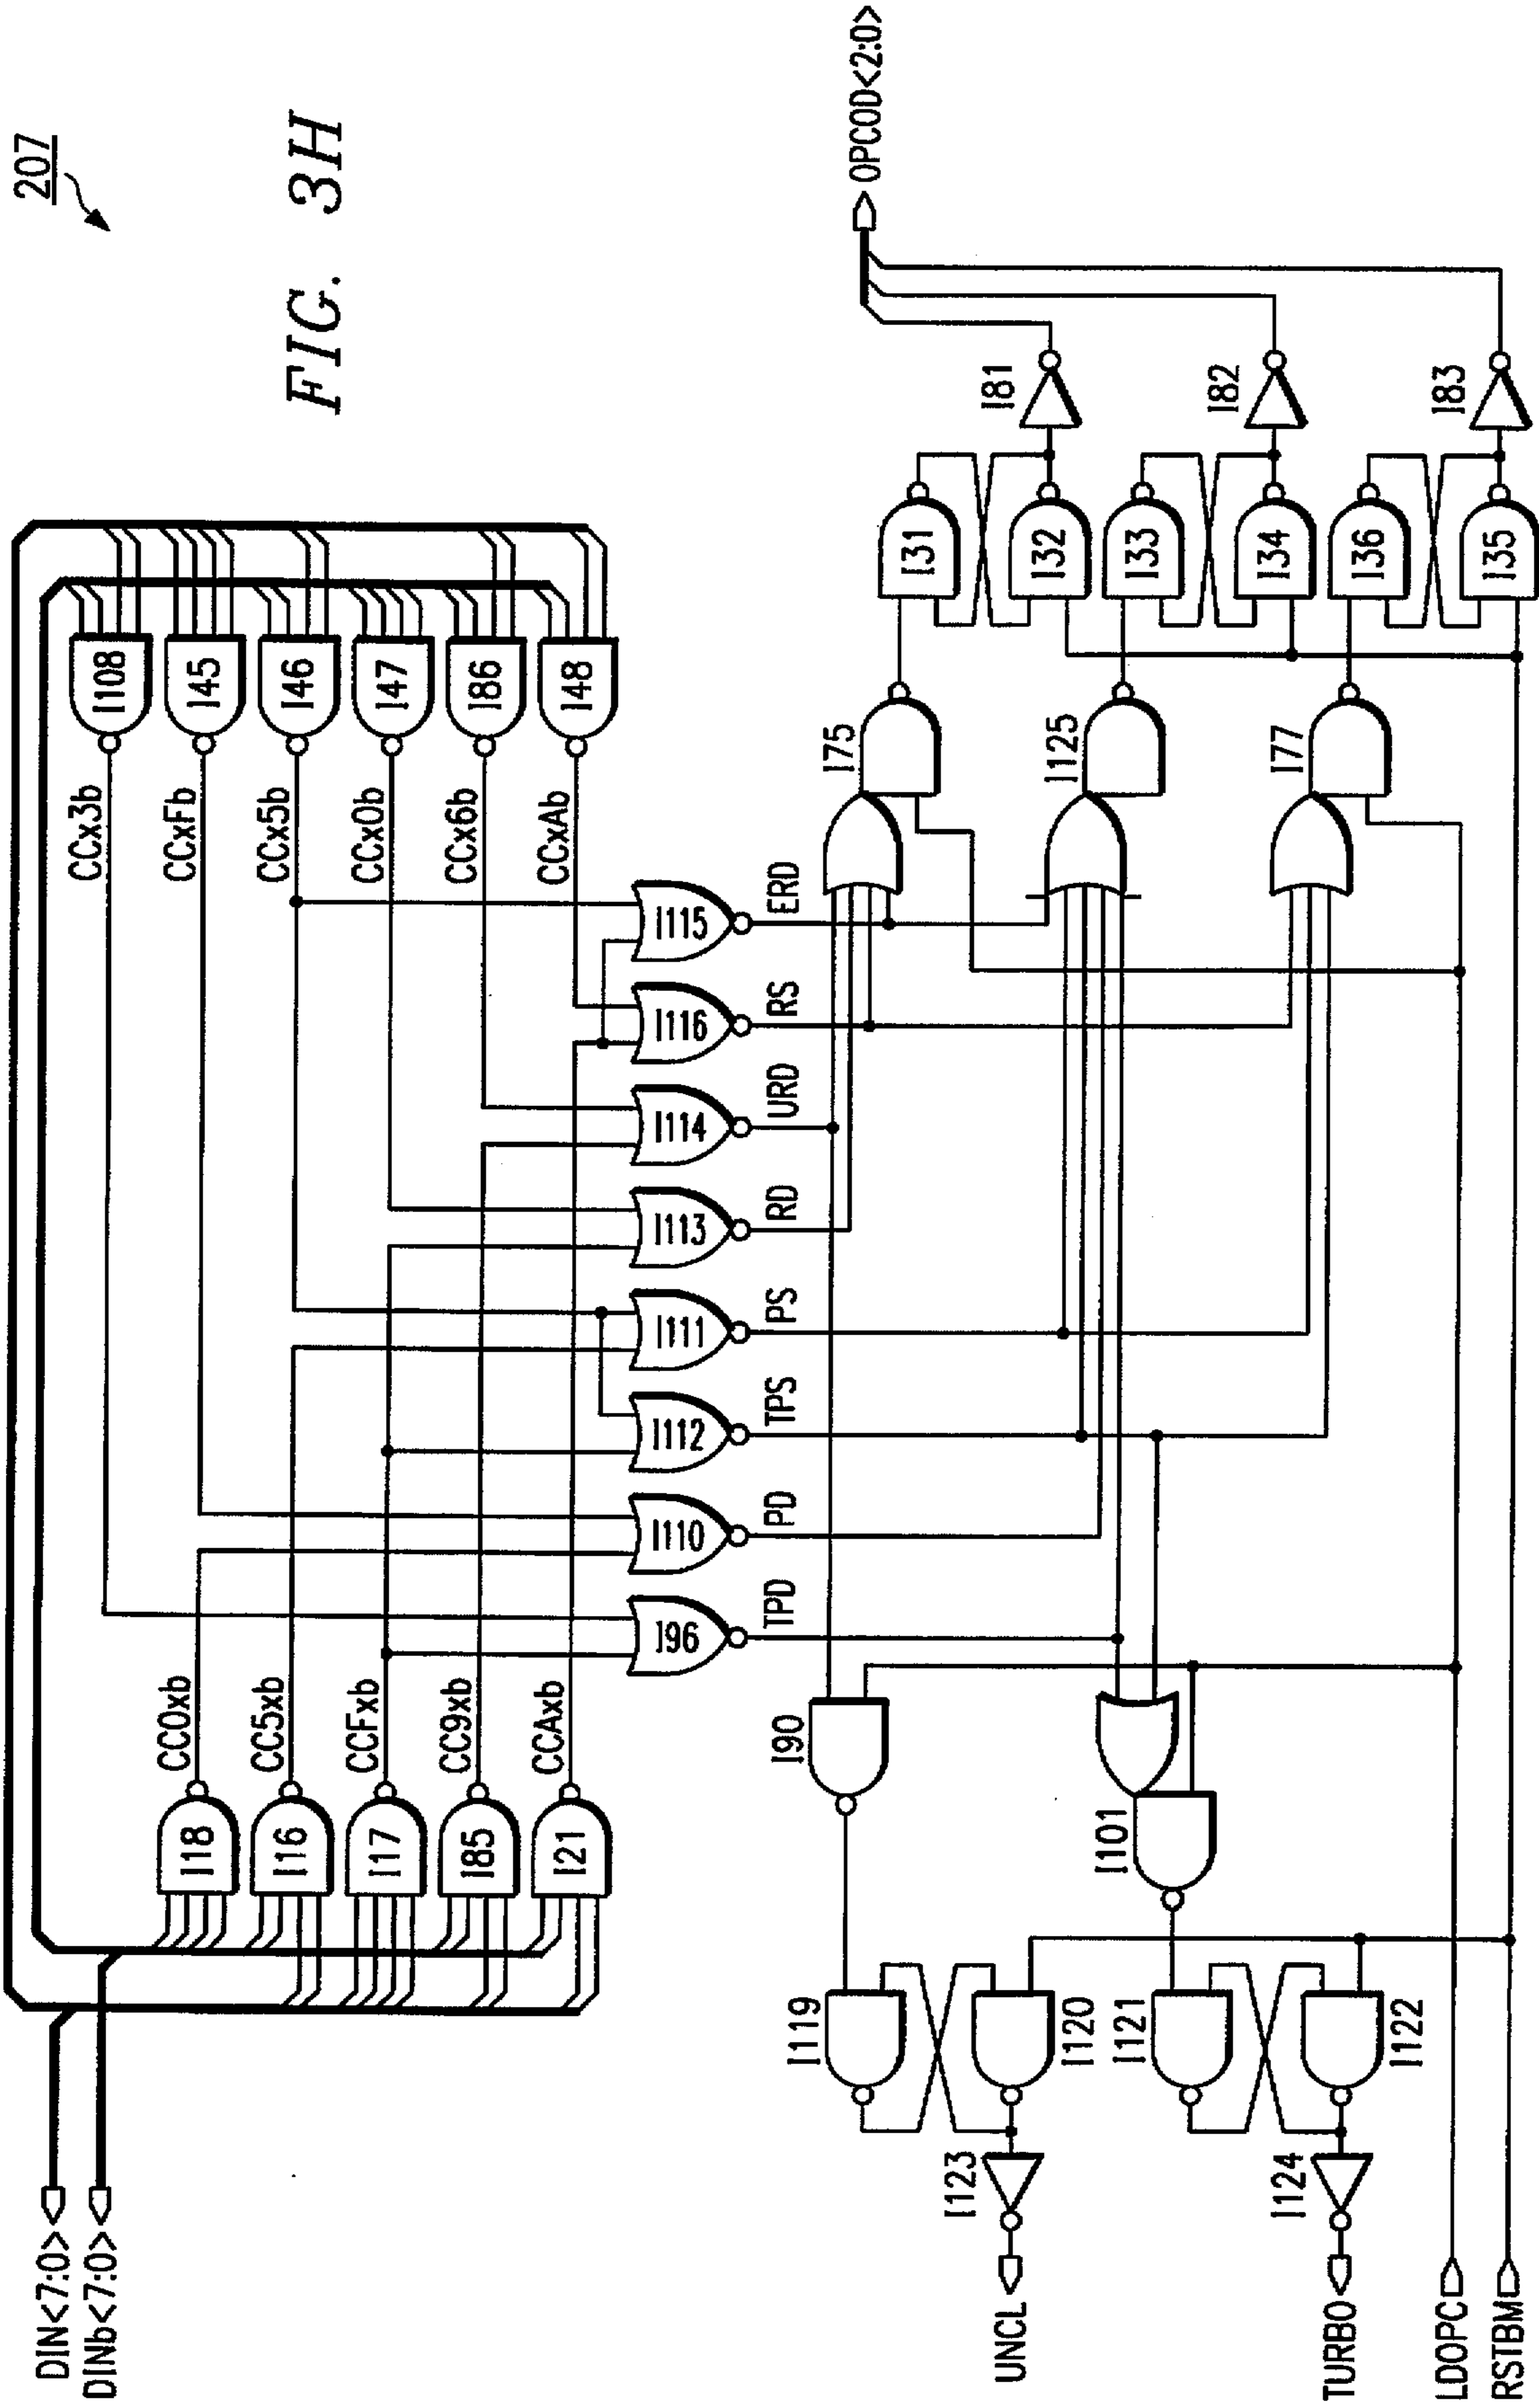 207
FIG. 3H
DIN<7:0>
DINb<7:0>
I18
I16
I17
I85
I21
CC0xb
CC5xb
CCFxb
CC9xb
CCAxb
I108
I45
I46
I47
I86
I48
CCx3b
CCxFb
CCx5b
CCx0b
CCx6b
CCxAb
I96
I110
I112
I111
I113
I114
I116
I115
TPD
PD
TPS
PS
RD
URD
RS
ERD
I90
I101
I75
I125
I77
I119
I120
I121
I122
I123
I124
I31
I32
I33
I34
I36
I35
I81
I82
I83
OPCOD<2:0>
UNCL
TURBO
LDOPC
RSTBM